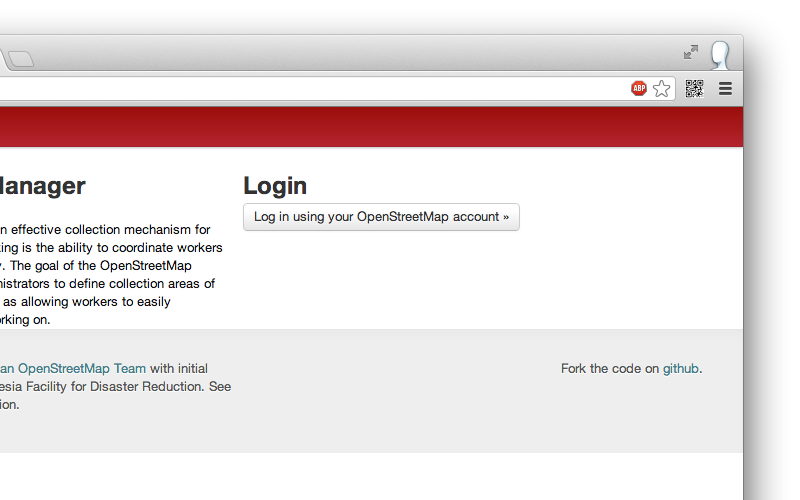 ABP
Manager
Login
Log in using your OpenStreetMap account »
n effective collection mechanism for
king is the ability to coordinate workers
. The goal of the OpenStreetMap
nistrators to define collection areas of
as allowing workers to easily
orking on.
an OpenStreetMap Team with initial
esia Facility for Disaster Reduction. See
ion.
Fork the code on github.